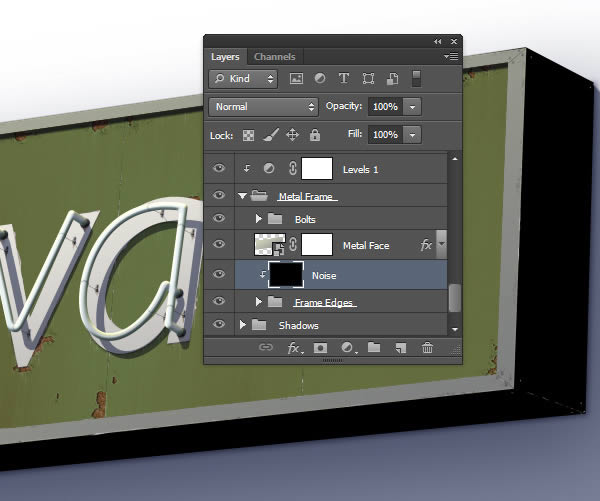 Layers Channels
Kind
Normal Opacity: 100%
Lock: Fill: 100%
Levels 1
Metal Frame
Bolts
Metal Face fx
Noise
Frame Edges
Shadows
fx
va